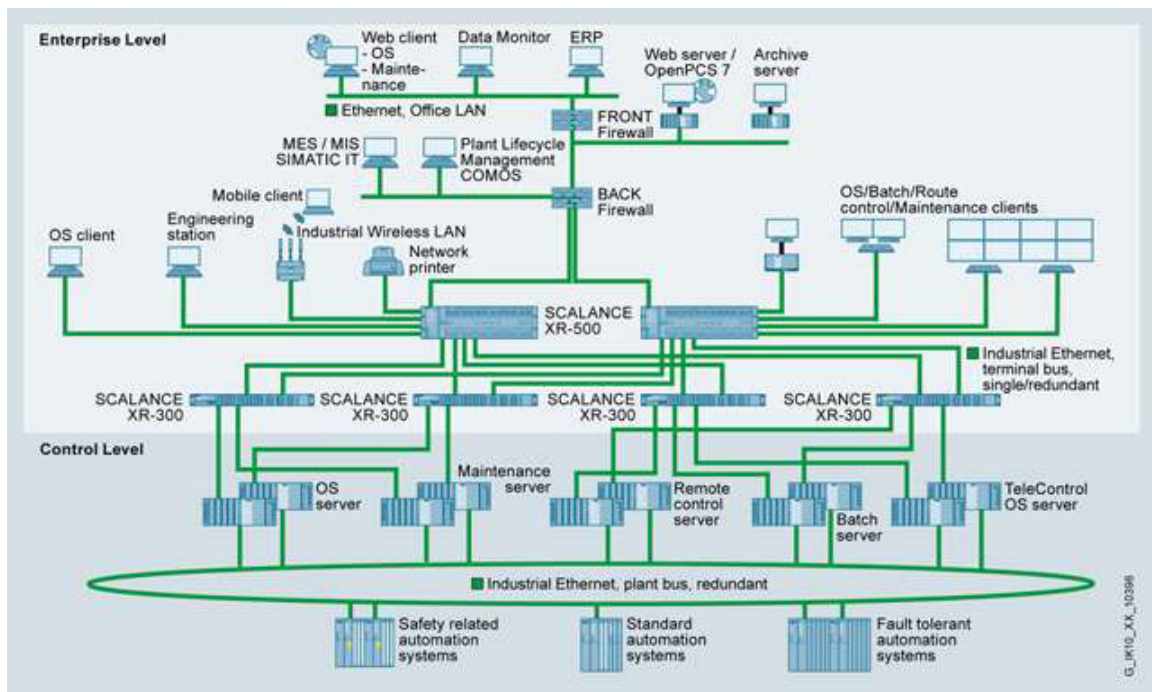 Enterprise Level
Web client
- OS
- Mainte-
nance
Data Monitor
ERP
Web server /
OpenPCS 7
Archive
server
Ethernet, Office LAN
FRONT
Firewall
MES / MIS
SIMATIC IT
Plant Lifecycle
Management
COMOS
BACK
Firewall
Mobile client
OS/Batch/Route
control/Maintenance clients
OS client
Engineering
station
Industrial Wireless LAN
Network
printer
SCALANCE
XR-500
Industrial Ethernet,
terminal bus,
single/redundant
SCALANCE
XR-300
SCALANCE
XR-300
SCALANCE
XR-300
SCALANCE
XR-300
Control Level
OS
server
Maintenance
server
Remote
control
server
Batch
server
TeleControl
OS server
Industrial Ethernet, plant bus, redundant
Safety related
automation
systems
Standard
automation
systems
Fault tolerant
automation
systems
G_IK10_XX_10396